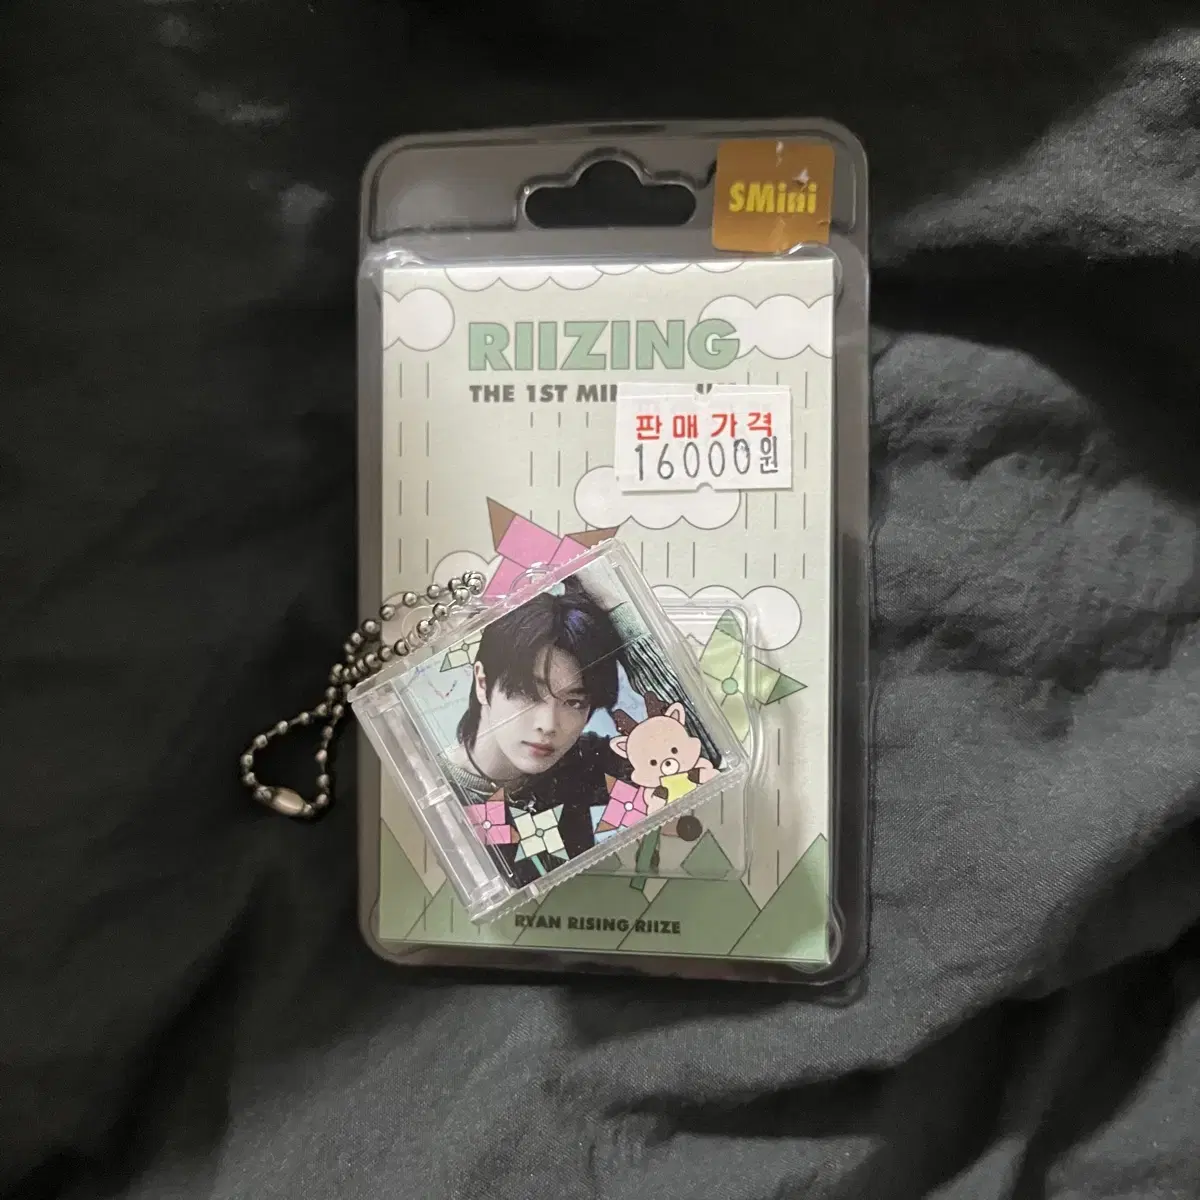 SMini
RIIZING
THE 1ST MINI
판매가격
16000원
RYAN RISING RIIZE